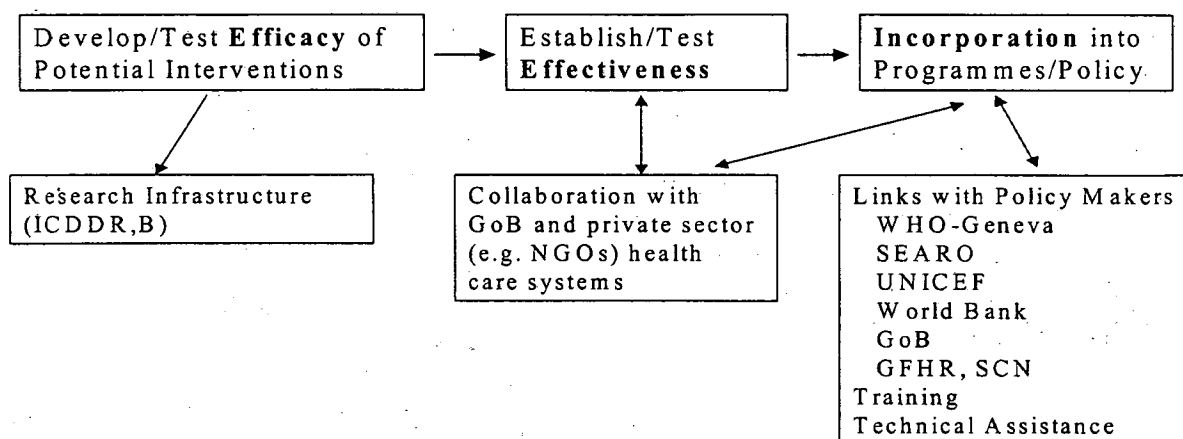 Develop/Test Efficacy of
Potential Interventions
Establish/Test
Effectiveness
Incorporation into
Programmes/Policy
Research Infrastructure
(ICDDR,B)
Collaboration with
GoB and private sector
(e.g. NGOs) health
care systems
Links with Policy Makers
WHO-Geneva
SEARO
UNICEF
World Bank
GoB
GFHR, SCN
Training
Technical Assistance